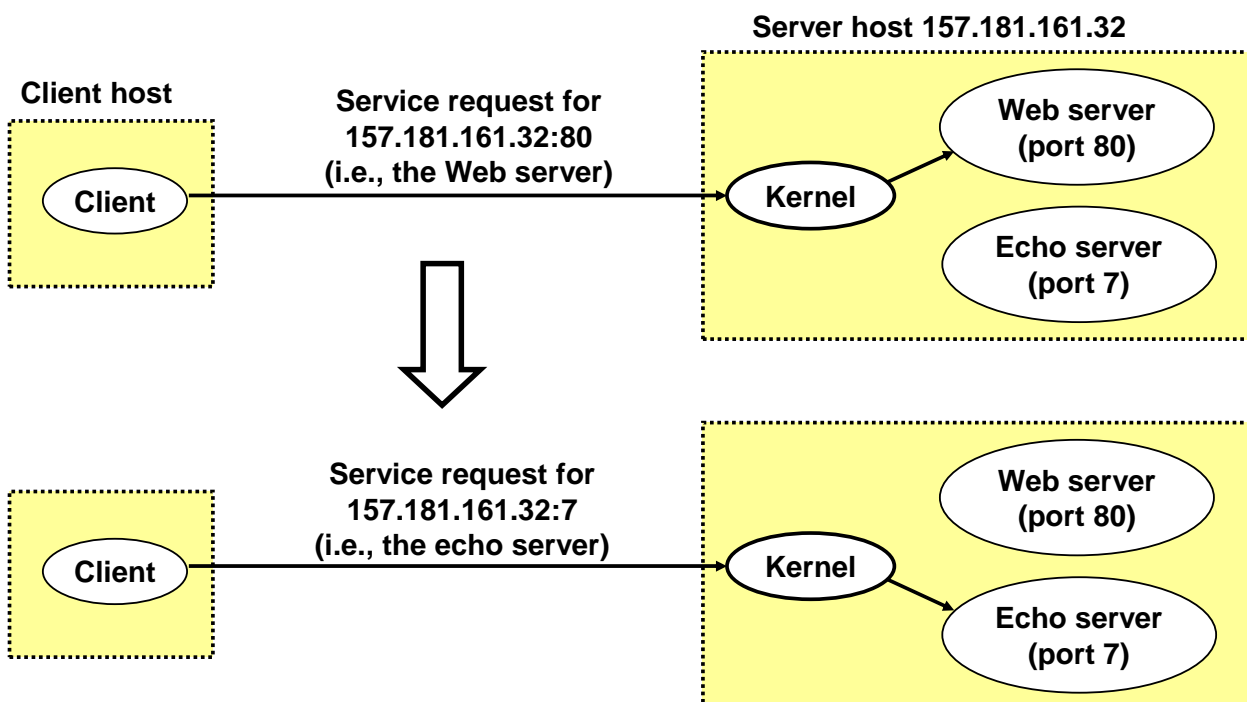 Server host 157.181.161.32
Client host
Service request for
157.181.161.32:80
(i.e., the Web server)
Client
Kernel
Web server
(port 80)
Echo server
(port 7)
Service request for
157.181.161.32:7
(i.e., the echo server)
Client
Kernel
Web server
(port 80)
Echo server
(port 7)